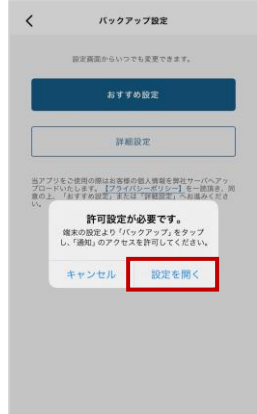 バックアップ設定
設定画面からいつでも変更できます。
おすすめ設定
詳細設定
当アプリをご使用の際はお客様の個人情報を弊社サーバへアッ
プロードいたします。【プライバシーポリシー】を一読頂き、同
意の上、「おすすめ設定」または「詳細設定」へお進みくださ
い。
許可設定が必要です。
端末の設定より「バックアップ」をタップ
し、「通知」のアクセスを許可してください。
キャンセル
設定を開く